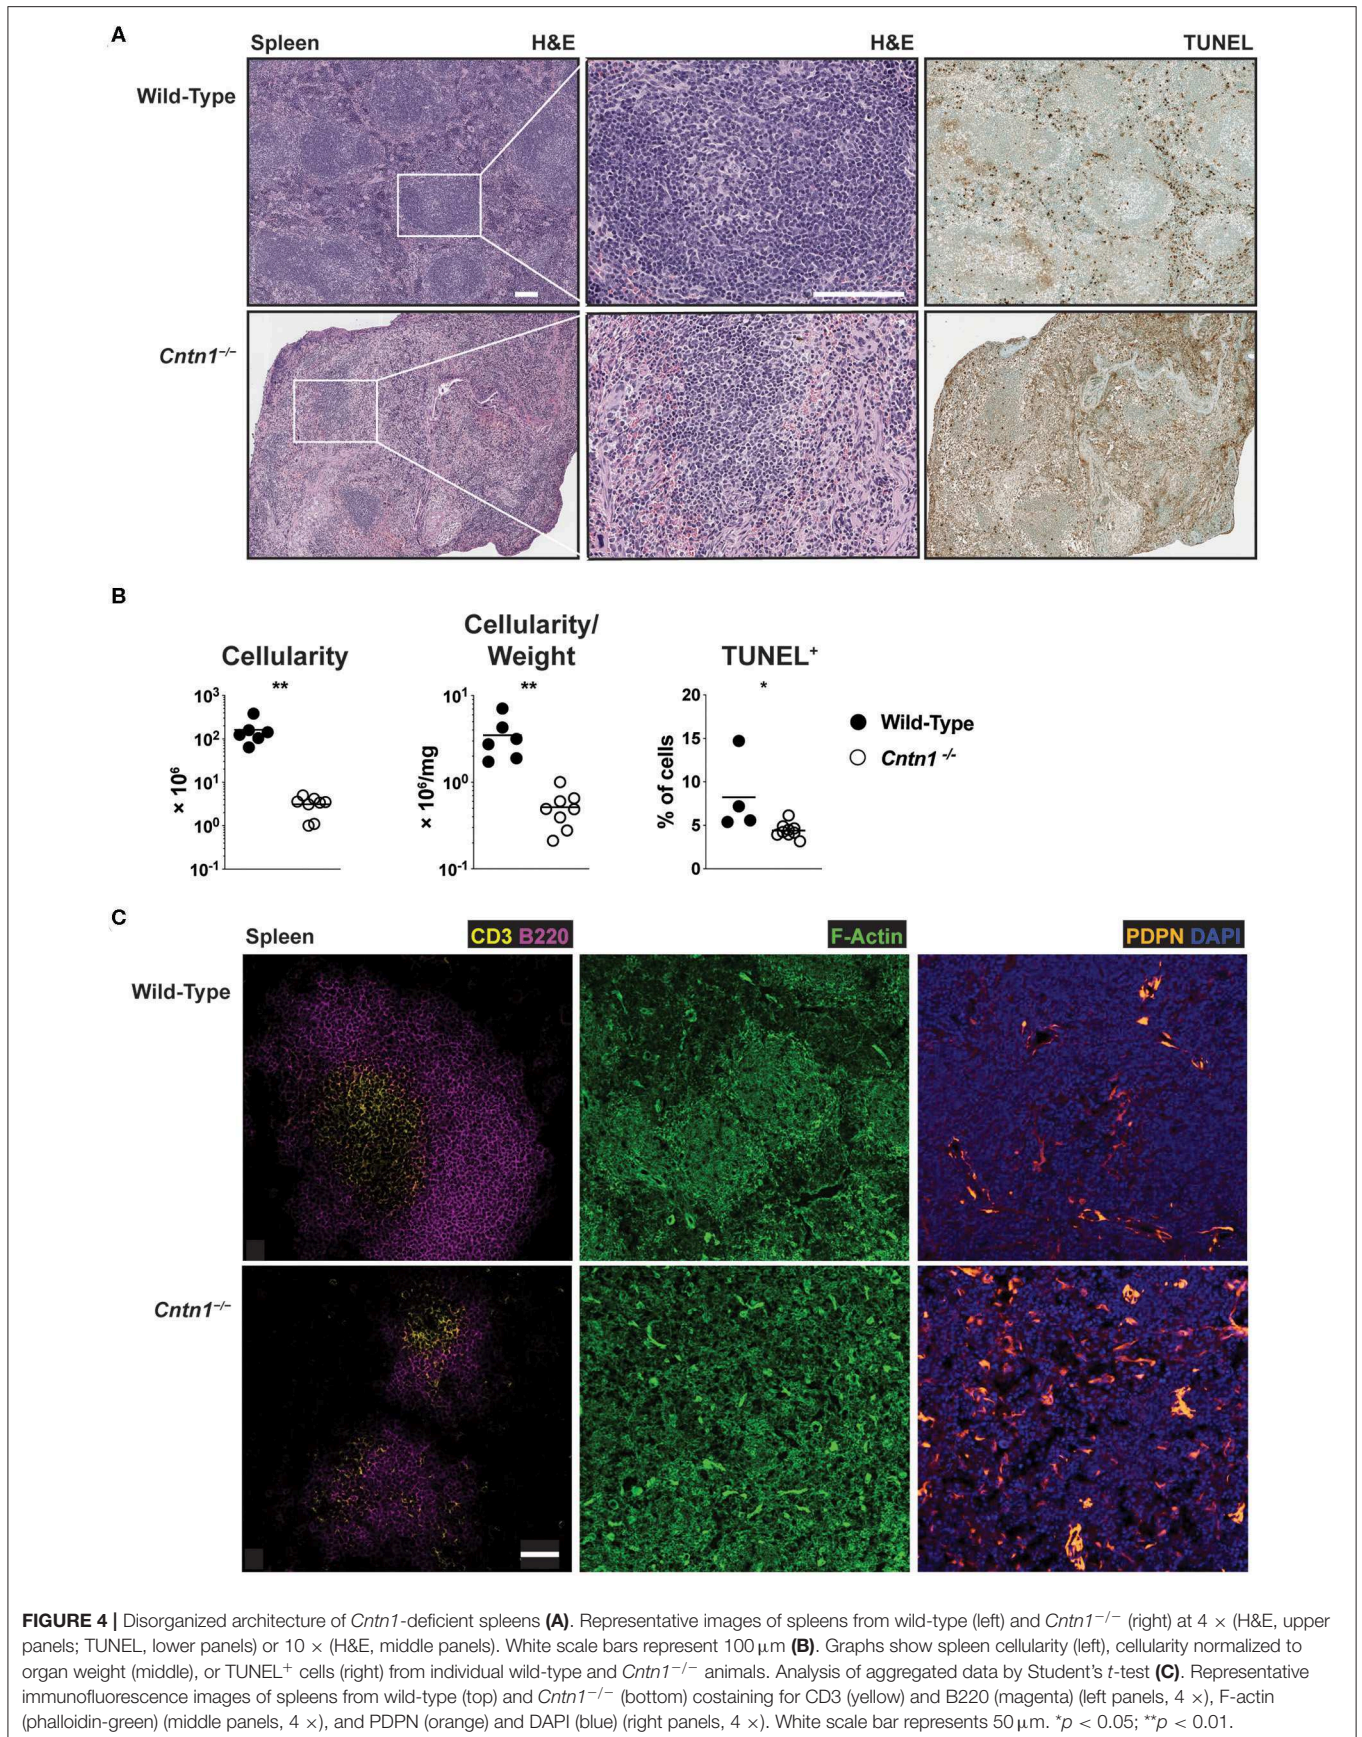 A
Spleen H&E H&E TUNEL
Wild-Type
Cntn1⁻/⁻
B
Cellularity Cellularity/ Weight TUNEL⁺
** ** *
10³ 10¹ 20
10² 15
10¹ 10⁰ 10
10⁰ 5
10⁻¹ 10⁻¹ 0
× 10⁶ × 10⁶/mg % of cells
Wild-Type
Cntn1⁻/⁻
C
Spleen CD3 B220 F-Actin PDPN DAPI
Wild-Type
Cntn1⁻/⁻
FIGURE 4 | Disorganized architecture of Cntn1-deficient spleens (A). Representative images of spleens from wild-type (left) and Cntn1⁻/⁻ (right) at 4 × (H&E, upper
panels; TUNEL, lower panels) or 10 × (H&E, middle panels). White scale bars represent 100 μm (B). Graphs show spleen cellularity (left), cellularity normalized to
organ weight (middle), or TUNEL⁺ cells (right) from individual wild-type and Cntn1⁻/⁻ animals. Analysis of aggregated data by Student's t-test (C). Representative
immunofluorescence images of spleens from wild-type (top) and Cntn1⁻/⁻ (bottom) costaining for CD3 (yellow) and B220 (magenta) (left panels, 4 ×), F-actin
(phalloidin-green) (middle panels, 4 ×), and PDPN (orange) and DAPI (blue) (right panels, 4 ×). White scale bar represents 50 μm. *p < 0.05; **p < 0.01.